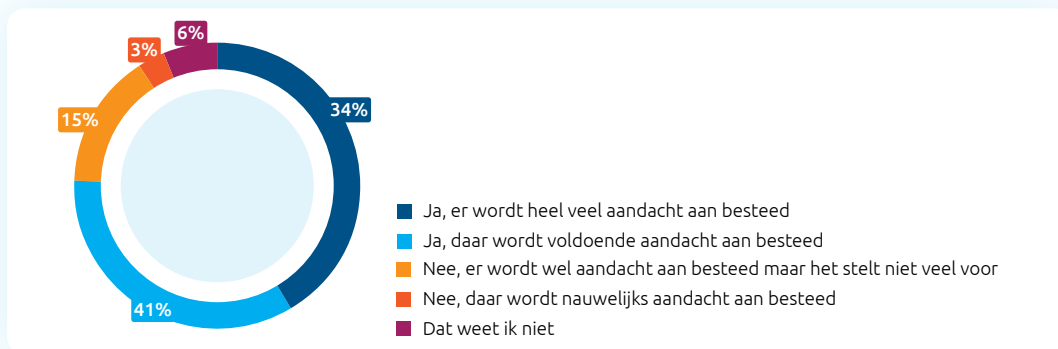 6%
3%
34%
15%
41%
Ja, er wordt heel veel aandacht aan besteed
Ja, daar wordt voldoende aandacht aan besteed
Nee, er wordt wel aandacht aan besteed maar het stelt niet veel voor
Nee, daar wordt nauwelijks aandacht aan besteed
Dat weet ik niet